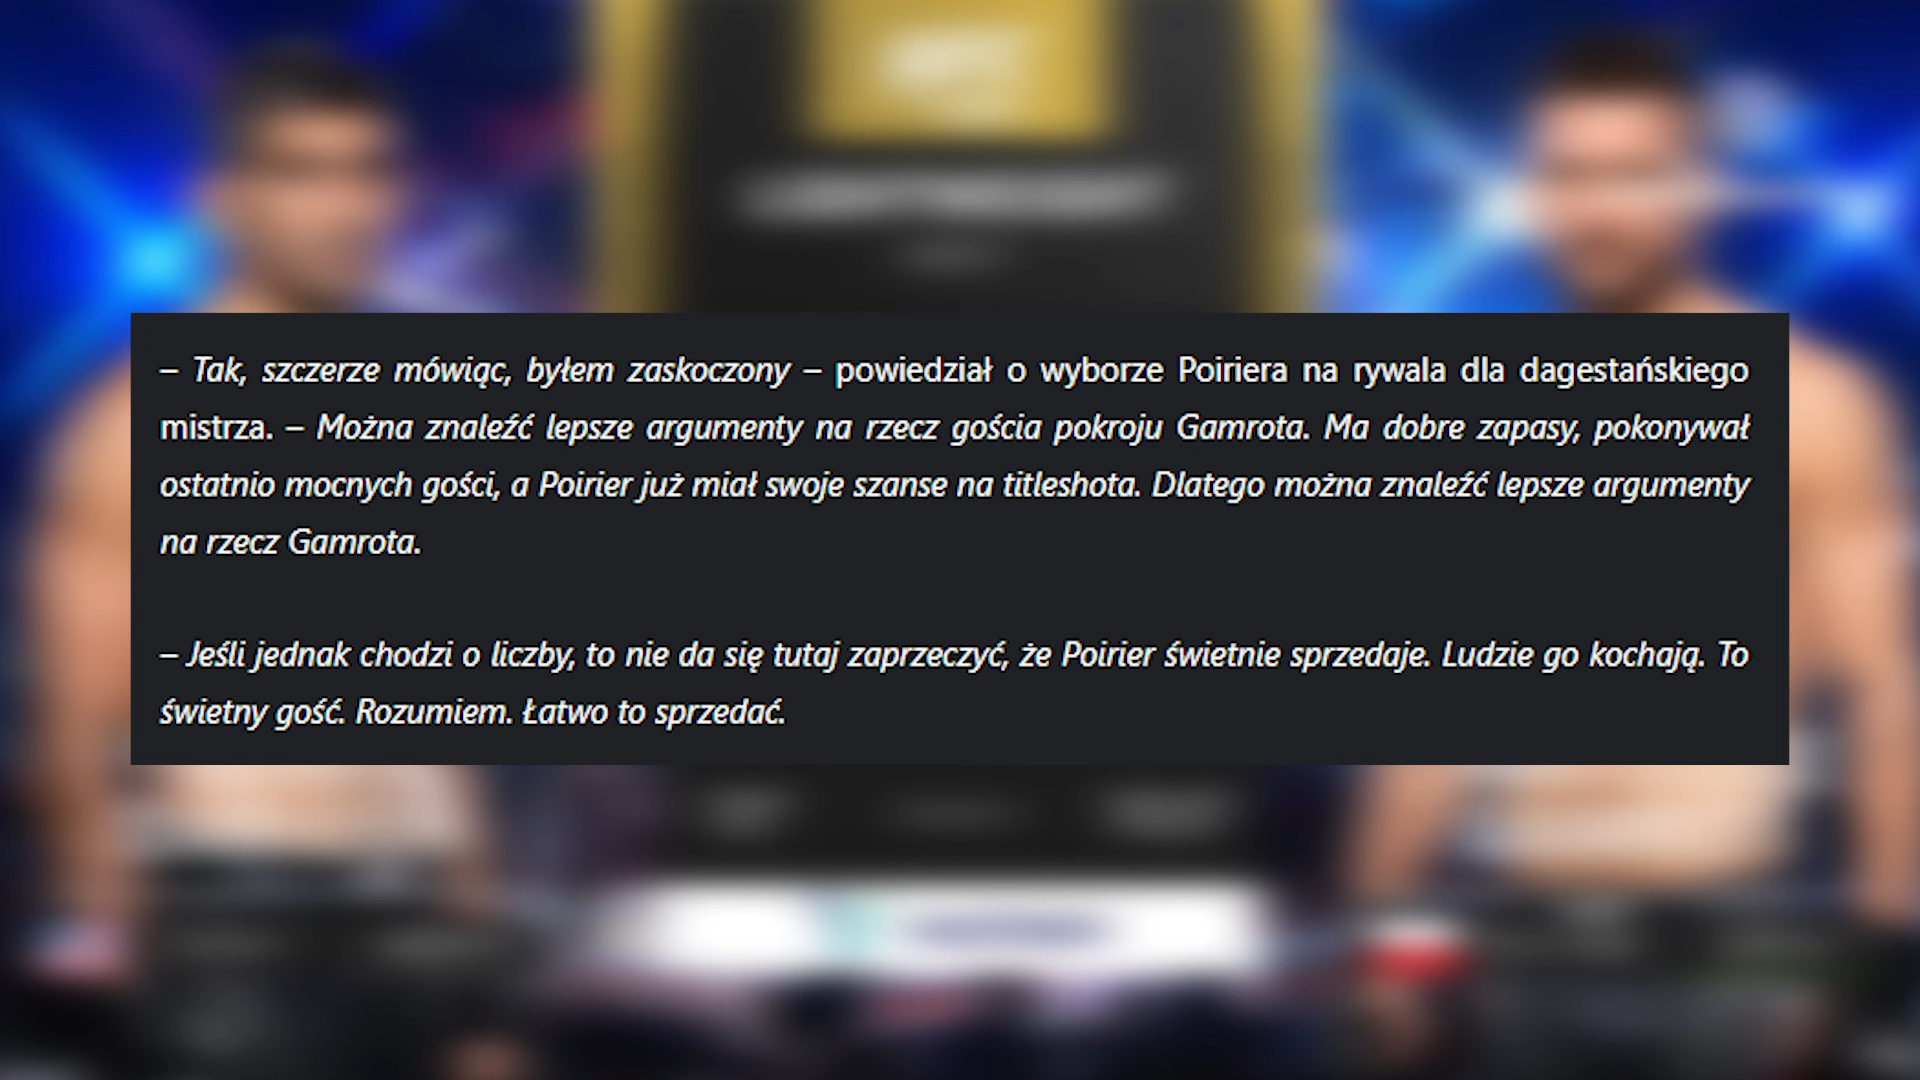 – Tak, szczerze mówiąc, byłem zaskoczony – powiedział o wyborze Poiriera na rywala dla dagestańskiego
mistrza. – Można znaleźć lepsze argumenty na rzecz gościa pokroju Gamrota. Ma dobre zapasy, pokonywał
ostatnio mocnych gości, a Poirier już miał swoje szanse na titleshota. Dlatego można znaleźć lepsze argumenty
na rzecz Gamrota.
– Jeśli jednak chodzi o liczby, to nie da się tutaj zaprzeczyć, że Poirier świetnie sprzedaje. Ludzie go kochają. To
świetny gość. Rozumiem. Łatwo to sprzedać.